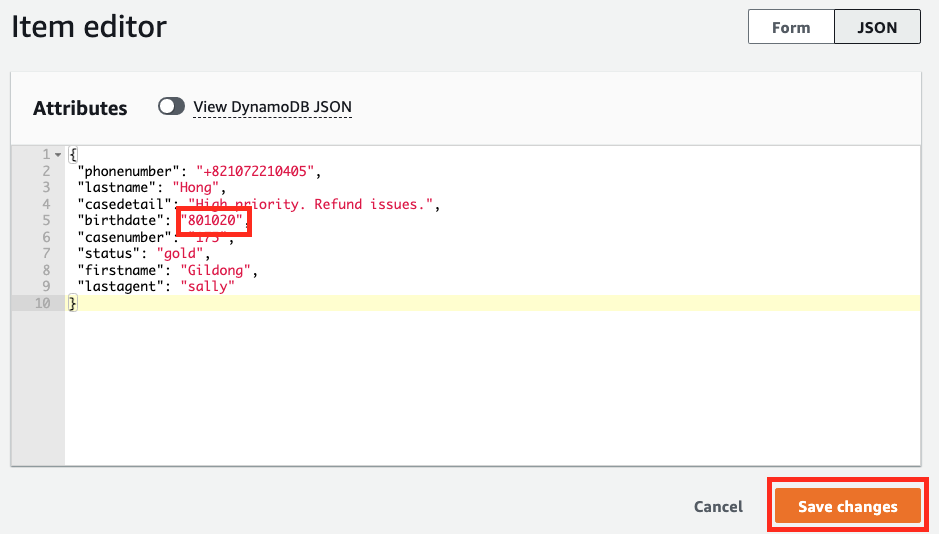 Item editor
Form
JSON
Attributes
View DynamoDB JSON
1 {
2 "phonenumber": "+821072210405",
3 "lastname": "Hong",
4 "casedetail": "High priority. Refund issues.",
5 "birthdate": "801020",
6 "casenumber": "175",
7 "status": "gold",
8 "firstname": "Gildong",
9 "lastagent": "sally"
10 }
Cancel
Save changes